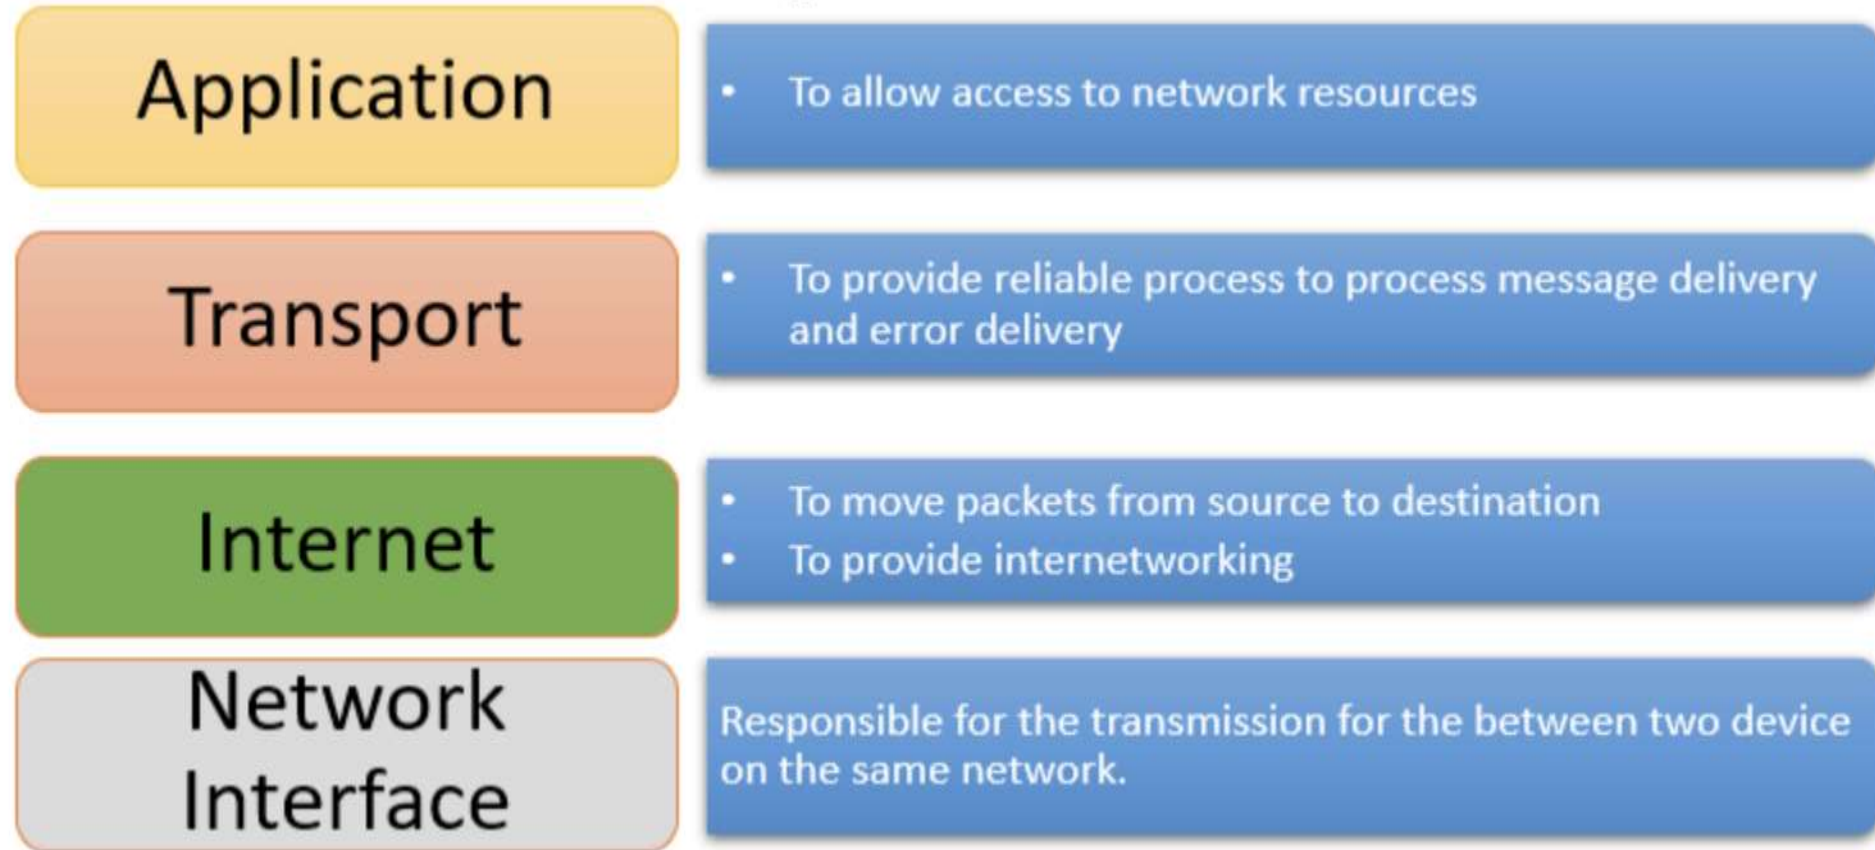 Application
• To allow access to network resources
Transport
• To provide reliable process to process message delivery
and error delivery
Internet
• To move packets from source to destination
• To provide internetworking
Network
Interface
Responsible for the transmission for the between two device
on the same network.